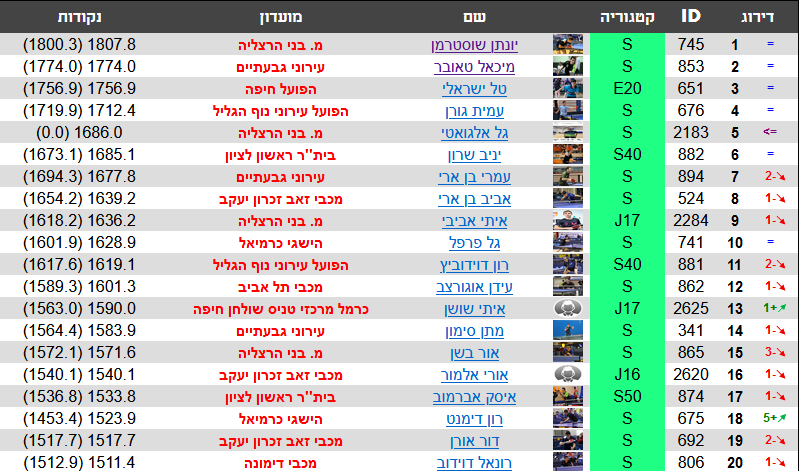 דירוג ID קטגוריה שם מועדון נקודות
= 1 745 S יונתן שוסטרמן מ. בני הרצליה 1807.8 (1800.3)
= 2 853 S מיכאל טאובר עירוני גבעתיים 1774.0 (1774.0)
= 3 651 E20 טל ישראלי הפועל חיפה 1756.9 (1756.9)
= 4 676 S עמית גורן הפועל עירוני נוף הגליל 1712.4 (1719.9)
<= 5 2183 S גל אלגואטי מ. בני הרצליה 1686.0 (0.0)
= 6 882 S40 יניב שרון בית"ר ראשון לציון 1685.1 (1673.1)
2-↘ 7 894 S עמרי בן ארי עירוני גבעתיים 1677.8 (1694.3)
1-↘ 8 524 S אביב בן ארי מכבי זאב זכרון יעקב 1639.2 (1654.2)
1-↘ 9 2284 J17 איתי אביבי מ. בני הרצליה 1636.2 (1618.2)
= 10 741 S גל פרפל הישגי כרמיאל 1628.9 (1601.9)
2-↘ 11 881 S40 רון דוידוביץ הפועל עירוני נוף הגליל 1619.1 (1617.6)
1-↘ 12 862 S עידן אוגורצב מכבי תל אביב 1601.3 (1589.3)
1+↗ 13 2625 J17 איתי שושן כרמל מרכזי טניס שולחן חיפה 1590.0 (1563.0)
1-↘ 14 341 S מתן סימון עירוני גבעתיים 1583.9 (1564.4)
3-↘ 15 865 S אור בשן מ. בני הרצליה 1571.6 (1572.1)
1-↘ 16 2620 J16 אורי אלמור מכבי זאב זכרון יעקב 1540.1 (1540.1)
1-↘ 17 874 S50 איסק אברמוב בית"ר ראשון לציון 1533.8 (1536.8)
5+↗ 18 675 S רון דימנט הישגי כרמיאל 1523.9 (1453.4)
2-↘ 19 692 S דור אורן מכבי זאב זכרון יעקב 1517.7 (1517.7)
1-↘ 20 806 S רונאל דוידוב מכבי דימונה 1511.4 (1512.9)